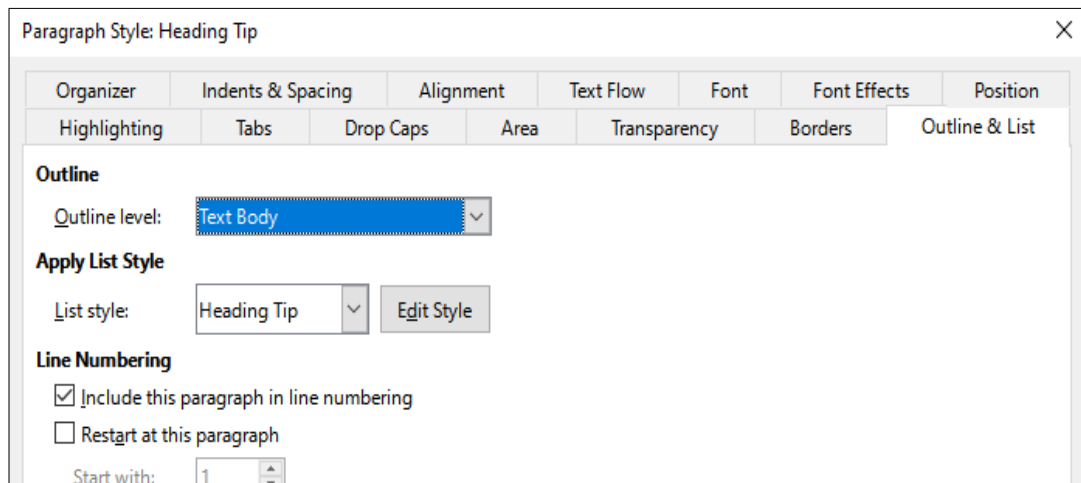 Paragraph Style: Heading Tip
Organizer Indents & Spacing Alignment Text Flow Font Font Effects Position
Highlighting Tabs Drop Caps Area Transparency Borders Outline & List
Outline
Outline level: Text Body
Apply List Style
List style: Heading Tip Edit Style
Line Numbering
Include this paragraph in line numbering
Restart at this paragraph
Start with: 1